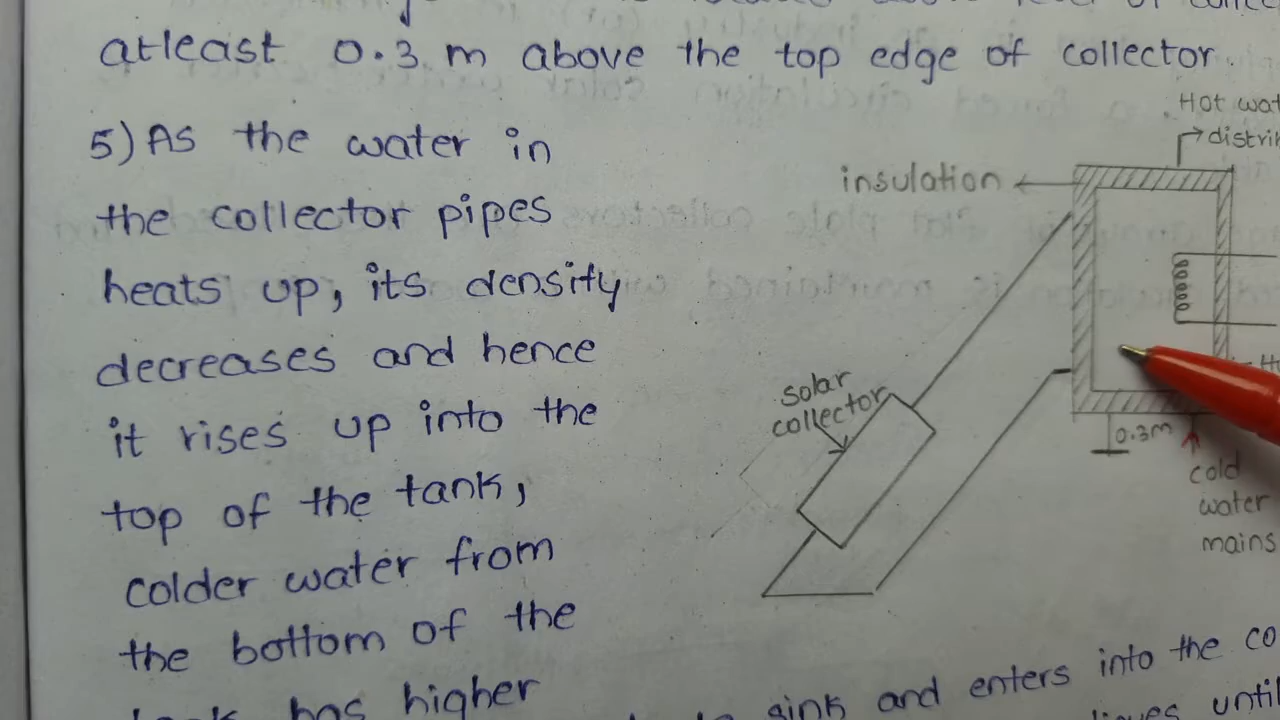 atleast 0.3 m above the top edge of collector.
5) As the water in
the collector pipes
heats up, its density
decreases and hence
it rises up into the
top of the tank,
colder water from
the bottom of the
has higher
sink and enters into the
Hot
insulation
solar
collector
0.3m
cold
water
mains